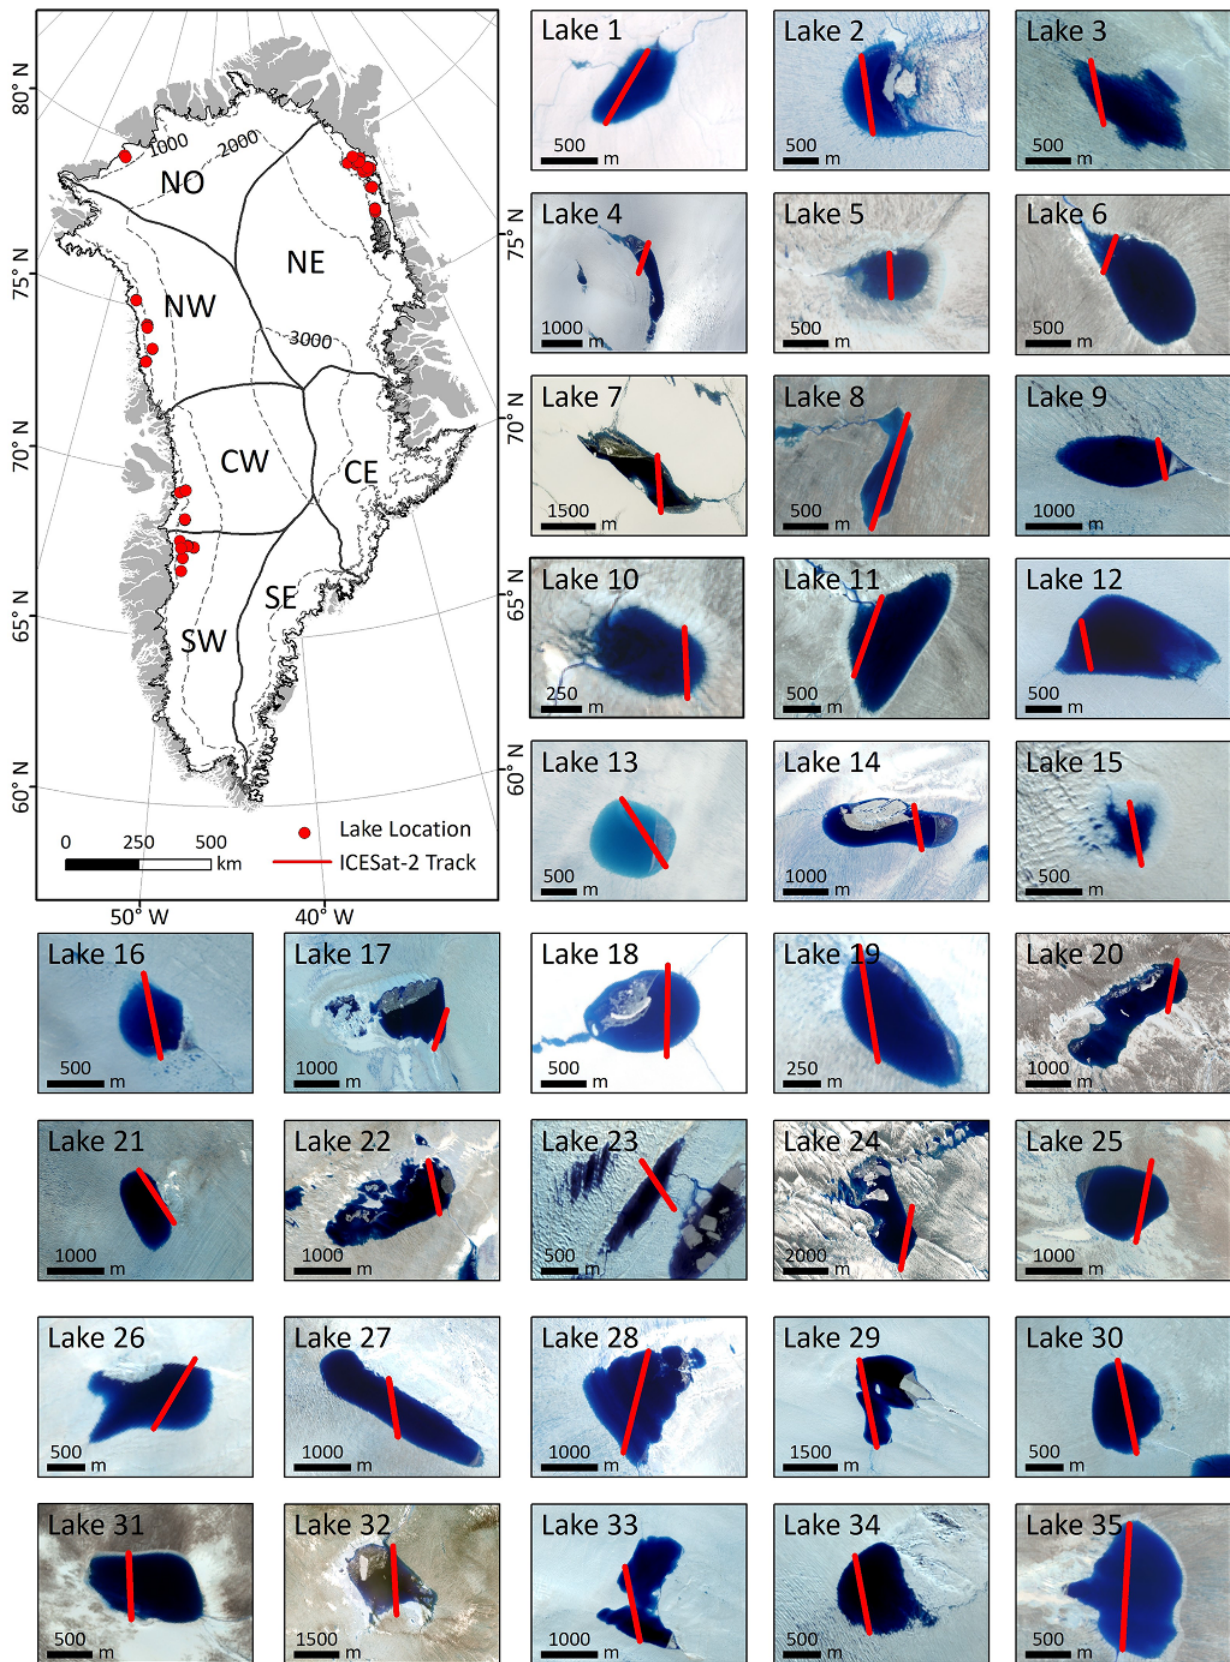 80° N
75° N
70° N
65° N
60° N
75° N
70° N
65° N
60° N
50° W
40° W
1000
2000
3000
NO
NE
NW
CW
CE
SE
SW
0 250 500
km
Lake Location
ICESat-2 Track
Lake 1
500 m
Lake 2
500 m
Lake 3
500 m
Lake 4
1000 m
Lake 5
500 m
Lake 6
500 m
Lake 7
1500 m
Lake 8
500 m
Lake 9
1000 m
Lake 10
250 m
Lake 11
500 m
Lake 12
500 m
Lake 13
500 m
Lake 14
1000 m
Lake 15
500 m
Lake 16
500 m
Lake 17
1000 m
Lake 18
500 m
Lake 19
250 m
Lake 20
1000 m
Lake 21
1000 m
Lake 22
1000 m
Lake 23
500 m
Lake 24
2000 m
Lake 25
1000 m
Lake 26
500 m
Lake 27
1000 m
Lake 28
1000 m
Lake 29
1500 m
Lake 30
500 m
Lake 31
500 m
Lake 32
1500 m
Lake 33
1000 m
Lake 34
500 m
Lake 35
500 m